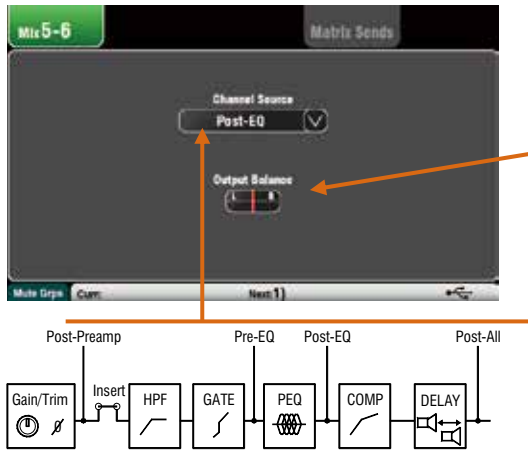 Mix 5-6
Matrix Sends
Channel Source
Post-EQ
Output Balance
L R
Mute Grps Curr: Next: 1)
Post-Preamp Pre-EQ Post-EQ Post-All
Gain/Trim Insert HPF GATE PEQ COMP DELAY